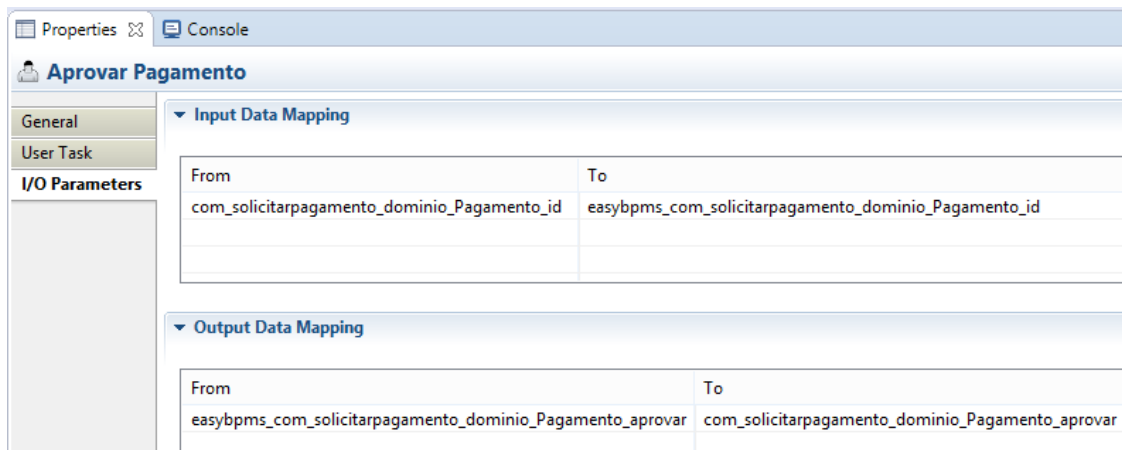 Properties Console
Aprovar Pagamento
General
User Task
I/O Parameters
Input Data Mapping
From To
com_solicitarpagamento_dominio_Pagamento_id easybpms_com_solicitarpagamento_dominio_Pagamento_id
Output Data Mapping
From To
easybpms_com_solicitarpagamento_dominio_Pagamento_aprovar com_solicitarpagamento_dominio_Pagamento_aprovar